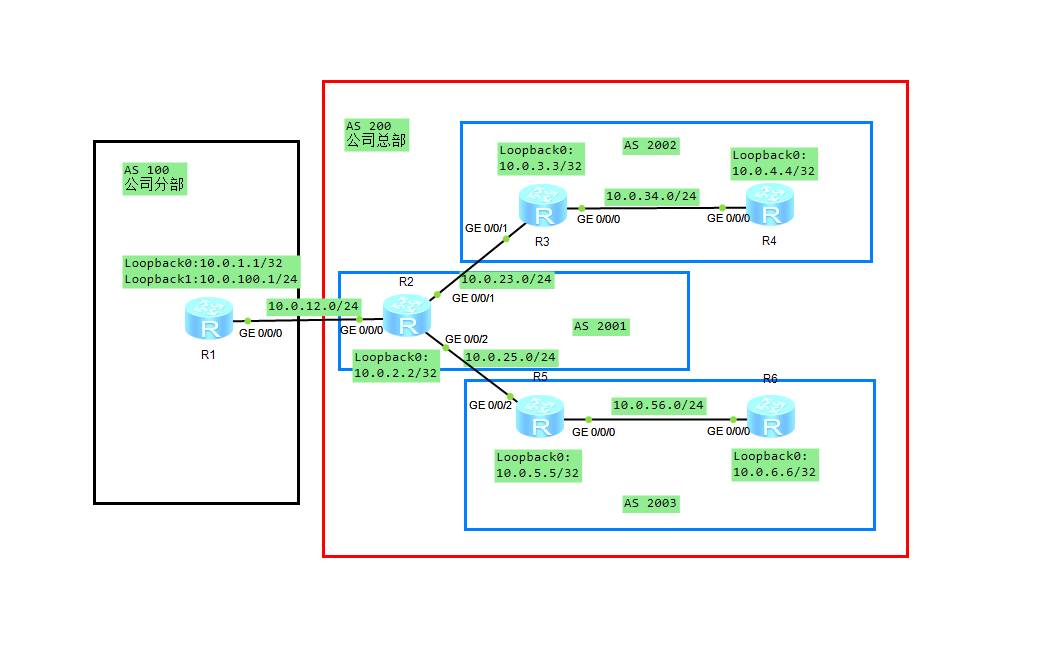 AS 200
公司总部
AS 100
公司分部
AS 2002
Loopback0:
10.0.3.3/32
Loopback0:
10.0.4.4/32
10.0.34.0/24
R
R
GE 0/0/0
GE 0/0/0
GE 0/0/1
R3
R4
Loopback0:10.0.1.1/32
Loopback1:10.0.100.1/24
10.0.23.0/24
R2
GE 0/0/1
10.0.12.0/24
R
R
GE 0/0/0
GE 0/0/0
R1
AS 2001
GE 0/0/2
Loopback0:
10.0.2.2/32
10.0.25.0/24
R5
R6
GE 0/0/2
10.0.56.0/24
R
R
GE 0/0/0
GE 0/0/0
Loopback0:
10.0.5.5/32
Loopback0:
10.0.6.6/32
AS 2003